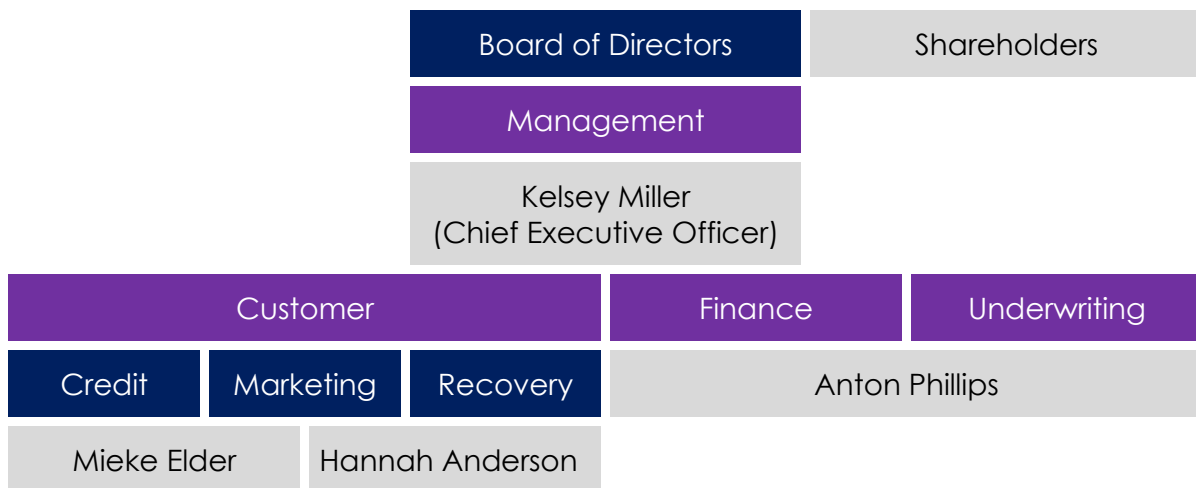 Board of Directors
Shareholders
Management
Kelsey Miller
(Chief Executive Officer)
Customer
Finance
Underwriting
Credit
Marketing
Recovery
Anton Phillips
Mieke Elder
Hannah Anderson